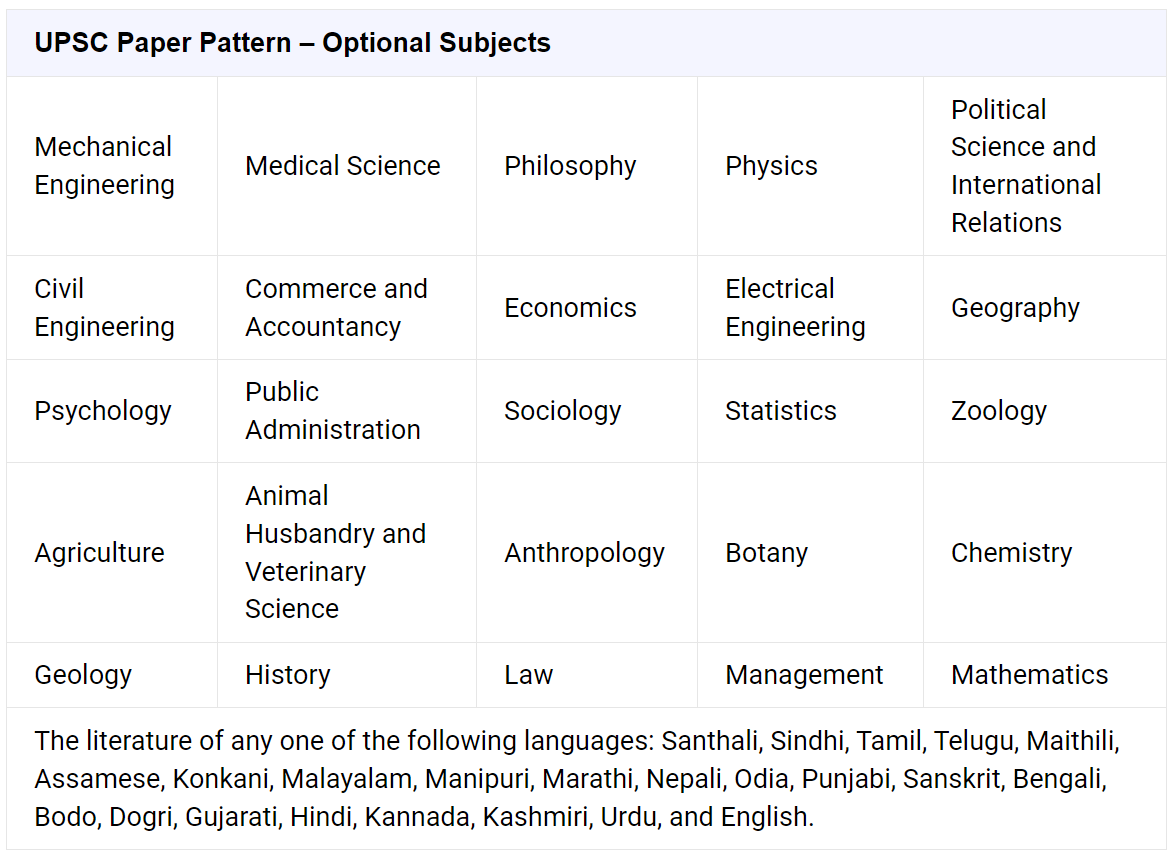 UPSC Paper Pattern – Optional Subjects
Mechanical
Engineering
Medical Science
Philosophy
Physics
Political
Science and
International
Relations
Civil
Engineering
Commerce and
Accountancy
Economics
Electrical
Engineering
Geography
Psychology
Public
Administration
Sociology
Statistics
Zoology
Agriculture
Animal
Husbandry and
Veterinary
Science
Anthropology
Botany
Chemistry
Geology
History
Law
Management
Mathematics
The literature of any one of the following languages: Santhali, Sindhi, Tamil, Telugu, Maithili,
Assamese, Konkani, Malayalam, Manipuri, Marathi, Nepali, Odia, Punjabi, Sanskrit, Bengali,
Bodo, Dogri, Gujarati, Hindi, Kannada, Kashmiri, Urdu, and English.